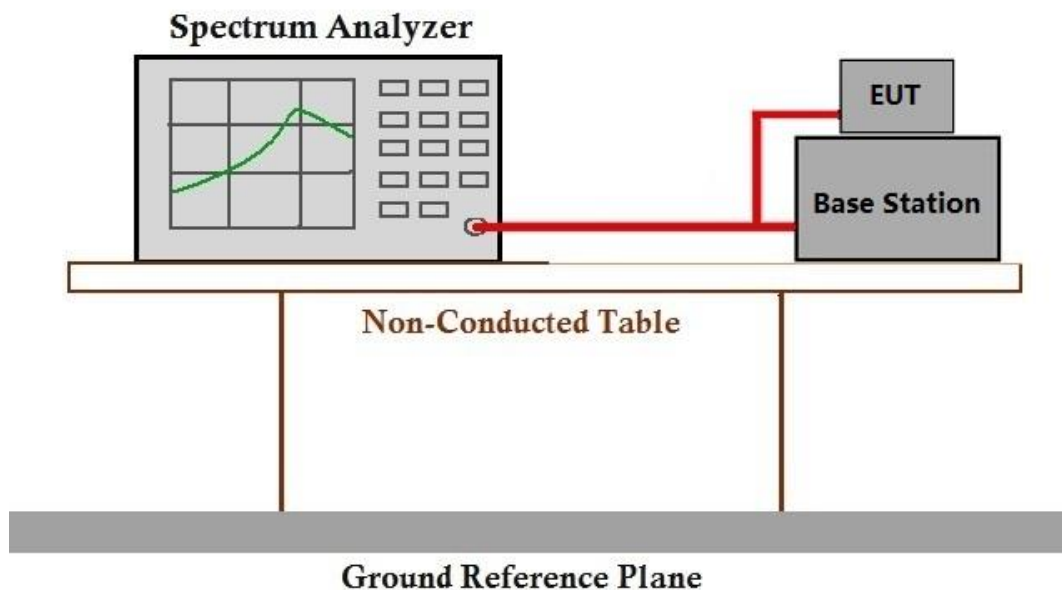 Spectrum Analyzer
EUT
Base Station
Non-Conducted Table
Ground Reference Plane